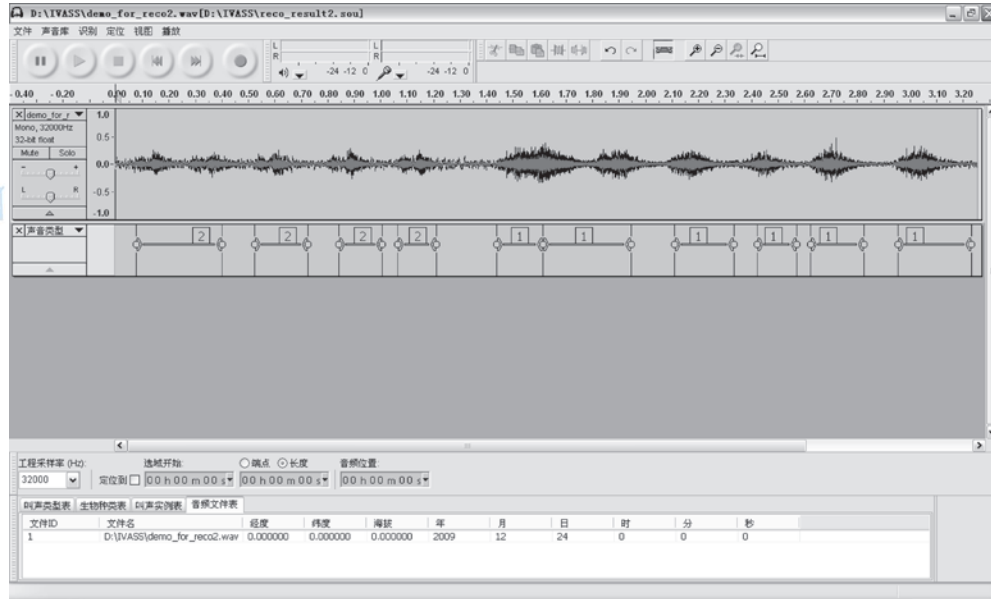 D:\IVASS\demo_for_reco2.wav[D:\IVASS\reco_result2.sou]
文件 声音库 识别 定位 视图 播放
L
R
-24 -12 0
L
R
-24 -12 0
- 0.40 - 0.20 0.00 0.10 0.20 0.30 0.40 0.50 0.60 0.70 0.80 0.90 1.00 1.10 1.20 1.30 1.40 1.50 1.60 1.70 1.80 1.90 2.00 2.10 2.20 2.30 2.40 2.50 2.60 2.70 2.80 2.90 3.00 3.10 3.20
demo_for_r
Mono, 32000Hz
32-bit float
Mute Solo
- +
L R
1.0
0.5
0.0
-0.5
-1.0
声音类型
2 2 2 2 1 1 1 1 1 1
工程采样率 (Hz): 选域开始: 端点 长度 音频位置:
32000 定位到 00 h 00 m 00 s 00 h 00 m 00 s 00 h 00 m 00 s
叫声类型表 生物种类表 叫声实例表 音频文件表
文件ID 文件名 经度 纬度 海拔 年 月 日 时 分 秒
1 D:\IVASS\demo_for_reco2.wav 0.000000 0.000000 0.000000 2009 12 24 0 0 0